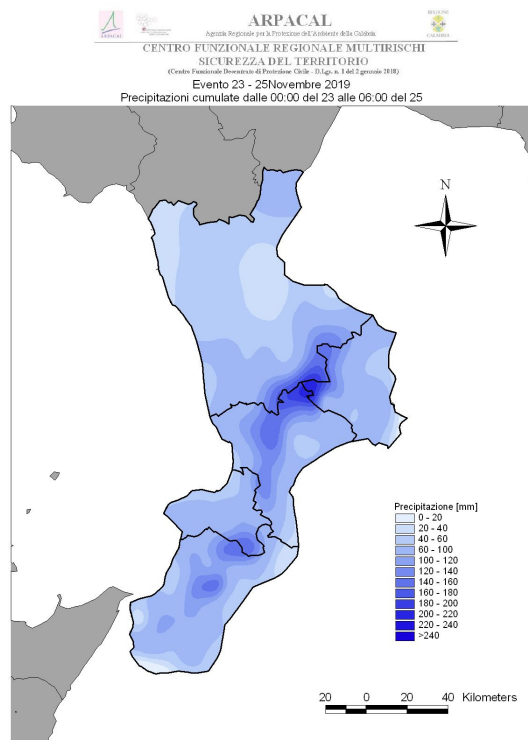 ARPACAL
Agenzia Regionale per la Protezione dell'Ambiente della Calabria
REGIONE
CALABRIA
CENTRO FUNZIONALE REGIONALE MULTIRISCHI
SICUREZZA DEL TERRITORIO
(Centro Funzionale Decentrato di Protezione Civile - D.Lgs. n. 1 del 2 gennaio 2018)
Evento 23 - 25Novembre 2019
Precipitazioni cumulate dalle 00:00 del 23 alle 06:00 del 25
N
Precipitazione [mm]
0 - 20
20 - 40
40 - 60
60 - 100
100 - 120
120 - 140
140 - 160
160 - 180
180 - 200
200 - 220
220 - 240
>240
20 0 20 40 Kilometers